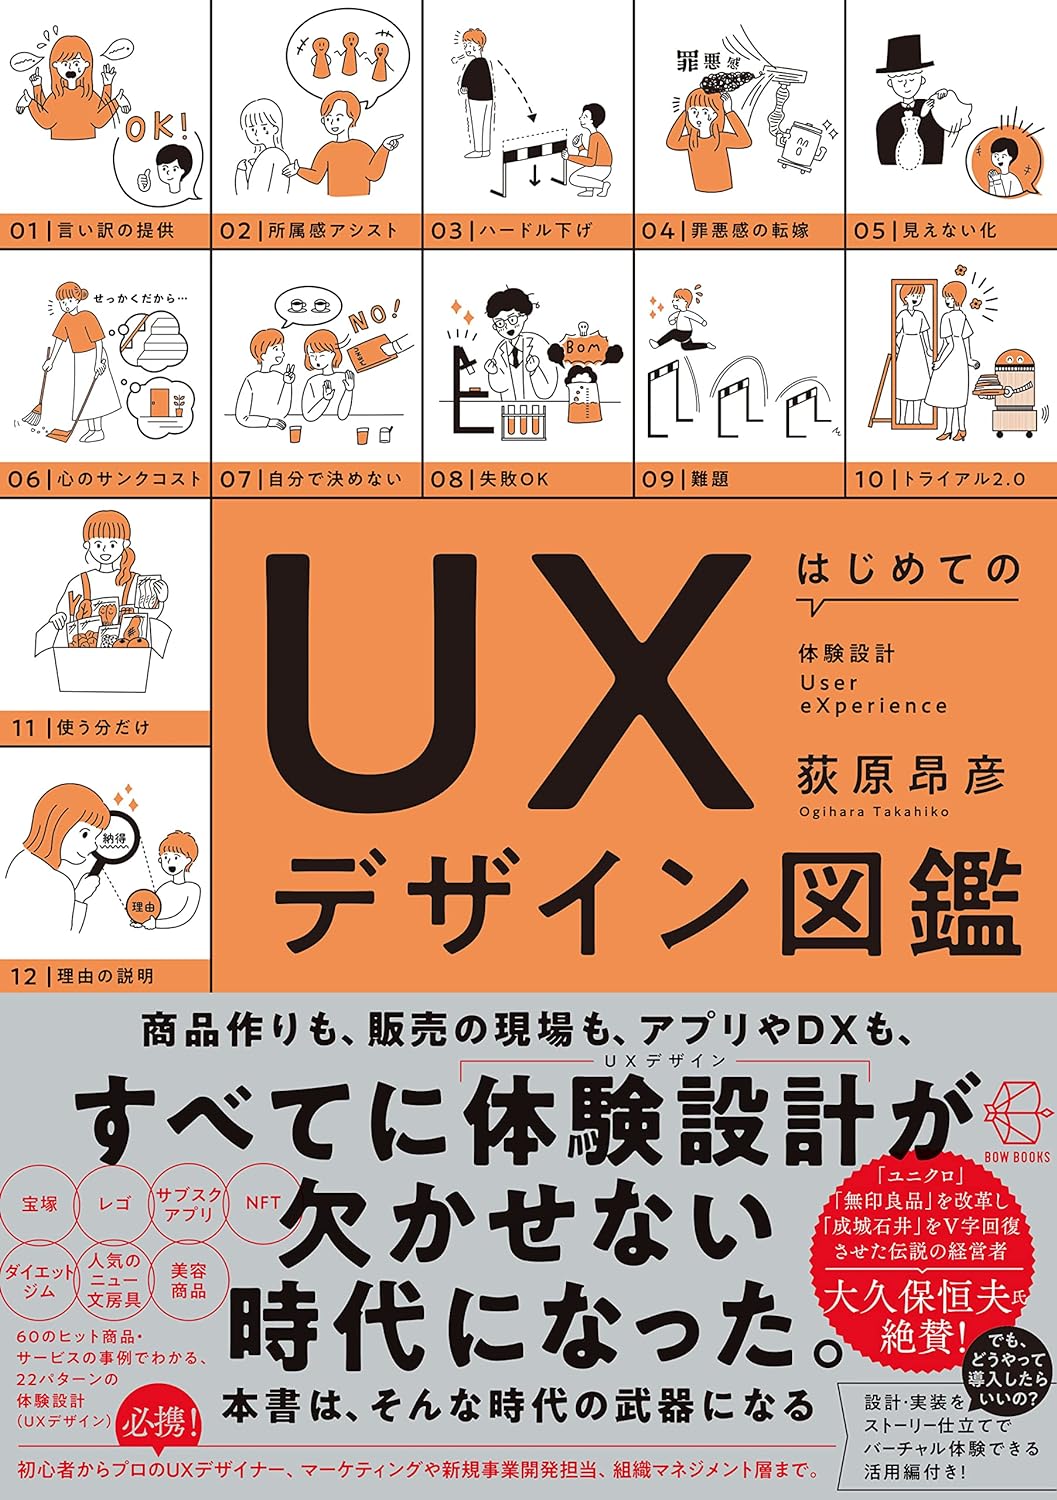 OK!
罪悪感
01|言い訳の提供
02|所属感アシスト
03|ハードル下げ
04|罪悪感の転嫁
05|見えない化
せっかくだから…
NO!
MENU
BOM
06|心のサンクコスト
07|自分で決めない
08|失敗OK
09|難題
10|トライアル2.0
11|使う分だけ
納得
理由
12|理由の説明
はじめての
UX
体験設計
User
eXperience
荻原昂彦
Ogihara Takahiko
デザイン図鑑
商品作りも、販売の現場も、アプリやDXも、
UXデザイン
すべてに体験設計が
欠かせない
時代になった。
本書は、そんな時代の武器になる
BOW BOOKS
宝塚
レゴ
サブスク
アプリ
NFT
ダイエット
ジム
人気の
ニュー
文房具
美容
商品
60のヒット商品・
サービスの事例でわかる、
22パターンの
体験設計
(UXデザイン)
必携!
「ユニクロ」
「無印良品」を改革し
「成城石井」をV字回復
させた伝説の経営者
大久保恒夫氏
絶賛!
でも、
どうやって
導入したら
いいの?
設計・実装を
ストーリー仕立てで
バーチャル体験できる
活用編付き!
初心者からプロのUXデザイナー、マーケティングや新規事業開発担当、組織マネジメント層まで。